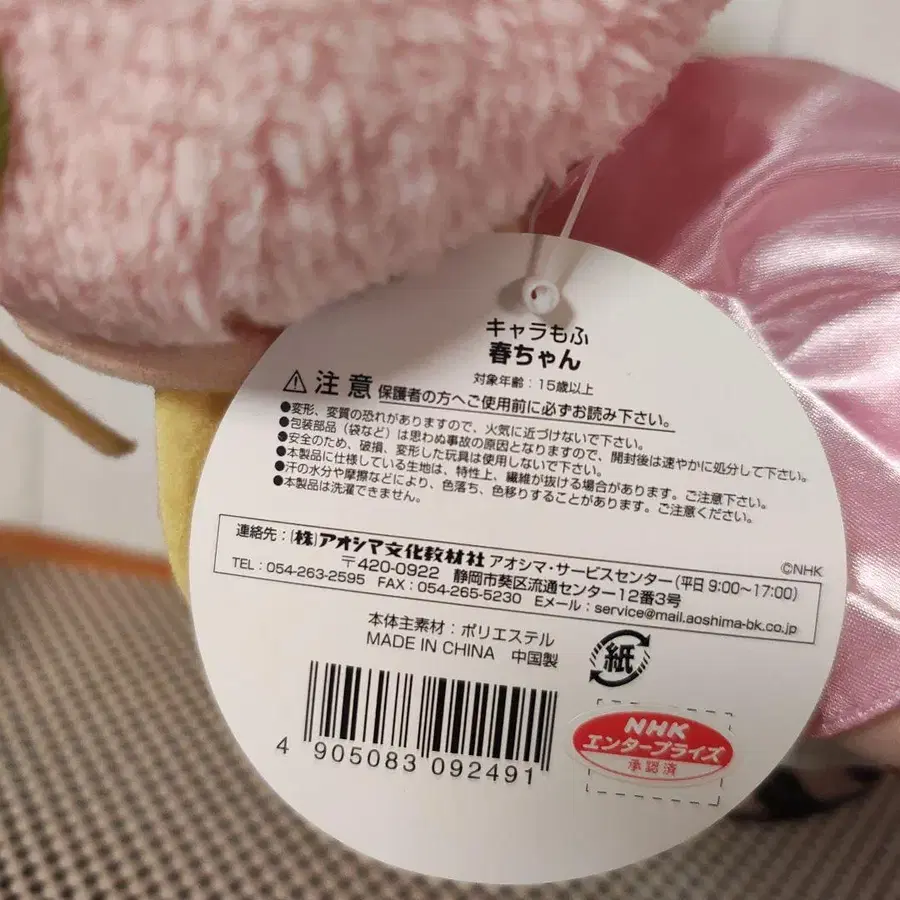 キャラもふ
春ちゃん
対象年齢：15歳以上
⚠注意 保護者の方へご使用前に必ずお読み下さい。
●変形、変質の恐れがありますので、火気に近づけないで下さい。
●包装部品（袋など）は思わぬ事故の原因となりますので、開封後は速やかに処分して下さい。
●安全のため、破損、変形した玩具は使用しないで下さい。
●本製品に仕様している生地は、特性上、繊維が抜ける場合があります。ご注意下さい。
●汗の水分や摩擦などにより、色落ち、色移りすることがあります。ご注意ください。
●本製品は洗濯できません。
©NHK
連絡先：(株)アオシマ文化教材社 アオシマ・サービスセンター(平日 9:00〜17:00)
〒420-0922 静岡市葵区流通センター12番3号
TEL：054-263-2595 FAX：054-265-5230 Eメール：service@mail.aoshima-bk.co.jp
本体主素材：ポリエステル
MADE IN CHINA 中国製
紙
4 905083 092491
NHK
エンタープライズ
承認済